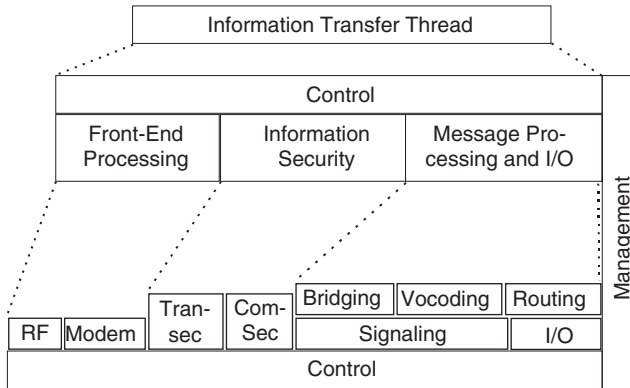 Information Transfer Thread
Control
Front-End
Processing
Information
Security
Message Pro-
cessing and I/O
Management
Bridging
Vocoding
Routing
RF
Modem
Tran-
sec
Com-
Sec
Signaling
I/O
Control